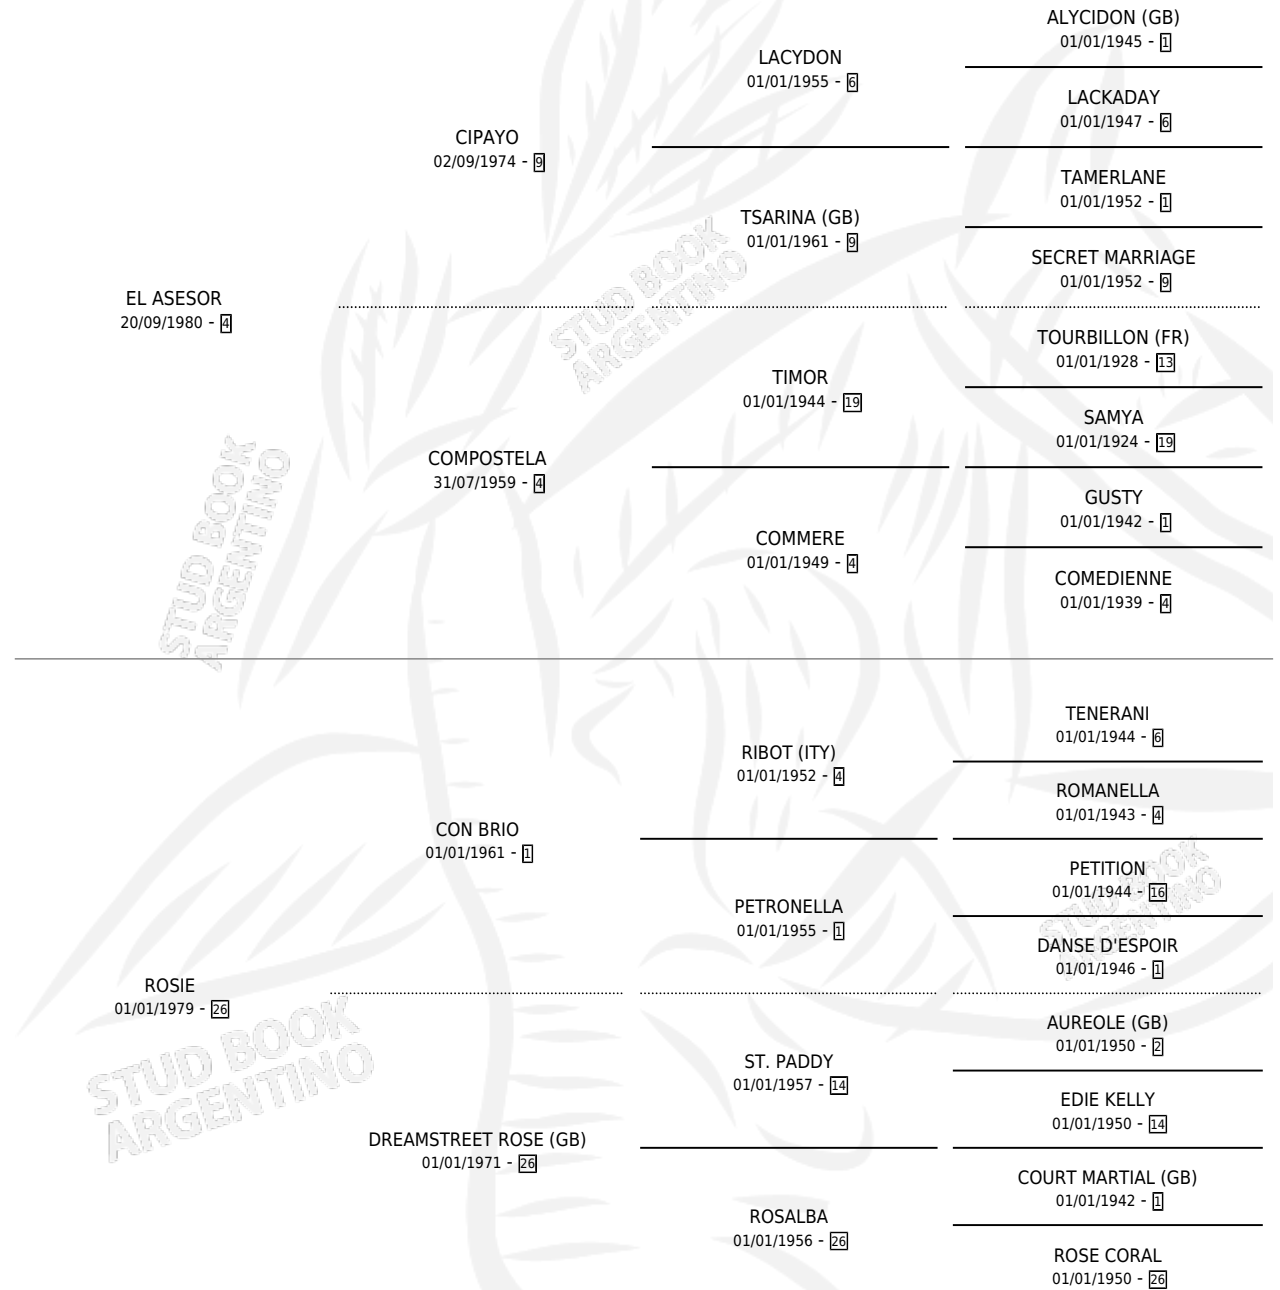 EL ASESOR
20/09/1980 - 4
CIPAYO
02/09/1974 - 9
LACYDON
01/01/1955 - 6
ALYCIDON (GB)
01/01/1945 - 1
LACKADAY
01/01/1947 - 6
TSARINA (GB)
01/01/1961 - 9
TAMERLANE
01/01/1952 - 1
SECRET MARRIAGE
01/01/1952 - 9
COMPOSTELA
31/07/1959 - 4
TIMOR
01/01/1944 - 19
TOURBILLON (FR)
01/01/1928 - 13
SAMYA
01/01/1924 - 19
COMMERE
01/01/1949 - 4
GUSTY
01/01/1942 - 1
COMEDIENNE
01/01/1939 - 4
STUD BOOK
ARGENTINO
STUD BOOK
ARGENTINO
ROSIE
01/01/1979 - 26
CON BRIO
01/01/1961 - 1
RIBOT (ITY)
01/01/1952 - 4
TENERANI
01/01/1944 - 6
ROMANELLA
01/01/1943 - 4
PETRONELLA
01/01/1955 - 1
PETITION
01/01/1944 - 16
DANSE D'ESPOIR
01/01/1946 - 1
DREAMSTREET ROSE (GB)
01/01/1971 - 26
ST. PADDY
01/01/1957 - 14
AUREOLE (GB)
01/01/1950 - 2
EDIE KELLY
01/01/1950 - 14
ROSALBA
01/01/1956 - 26
COURT MARTIAL (GB)
01/01/1942 - 1
ROSE CORAL
01/01/1950 - 26
STUD BOOK
ARGENTINO
STUD BOOK
ARGENTINO